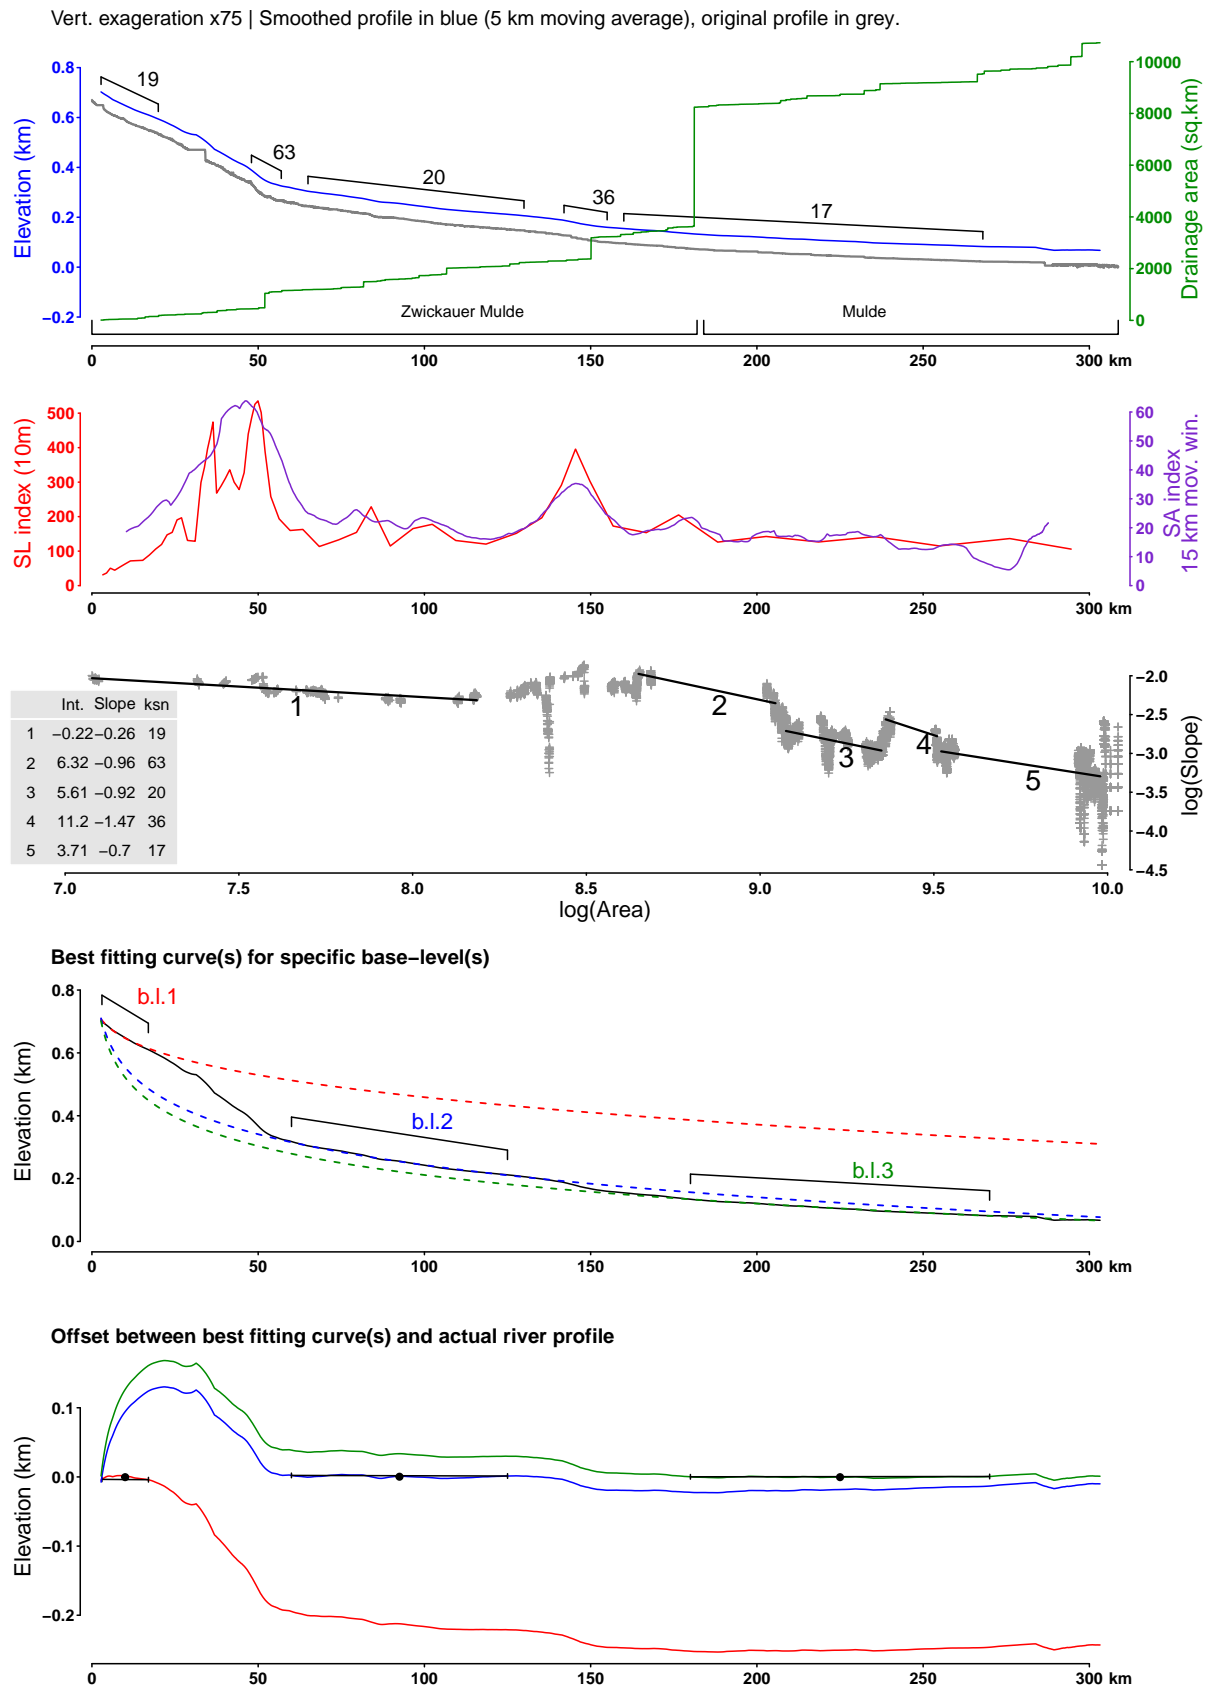 Vert. exageration x75 | Smoothed profile in blue (5 km moving average), original profile in grey.
0.8
0.6
0.4
0.2
0.0
−0.2
Elevation (km)
19
63
20
36
17
10000
8000
6000
4000
2000
0
Drainage area (sq.km)
Zwickauer Mulde
Mulde
0 50 100 150 200 250 300 km
500
400
300
200
100
0
SL index (10m)
60
50
40
30
20
10
0
SA index
15 km mov. win.
0 50 100 150 200 250 300 km
1
2
3
4
5
−2.0
−2.5
−3.0
−3.5
−4.0
−4.5
log(Slope)
Int. Slope ksn
1 −0.22 −0.26 19
2 6.32 −0.96 63
3 5.61 −0.92 20
4 11.2 −1.47 36
5 3.71 −0.7 17
7.0 7.5 8.0 8.5 9.0 9.5 10.0
log(Area)
Best fitting curve(s) for specific base−level(s)
0.8
0.6
0.4
0.2
0.0
Elevation (km)
b.l.1
b.l.2
b.l.3
0 50 100 150 200 250 300 km
Offset between best fitting curve(s) and actual river profile
0.1
0.0
−0.1
−0.2
Elevation (km)
0 50 100 150 200 250 300 km